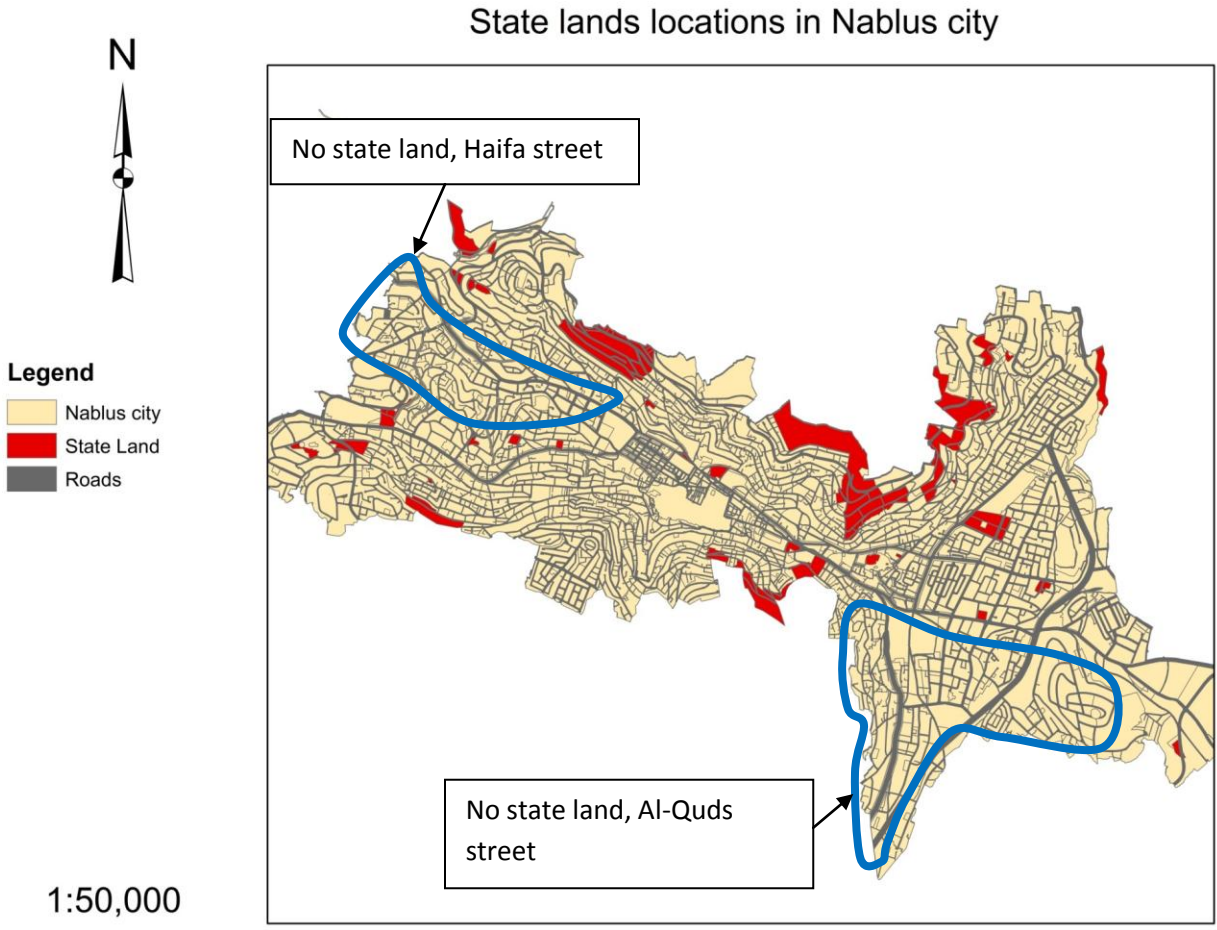 State lands locations in Nablus city
N
No state land, Haifa street
Legend
Nablus city
State Land
Roads
No state land, Al-Quds
street
1:50,000